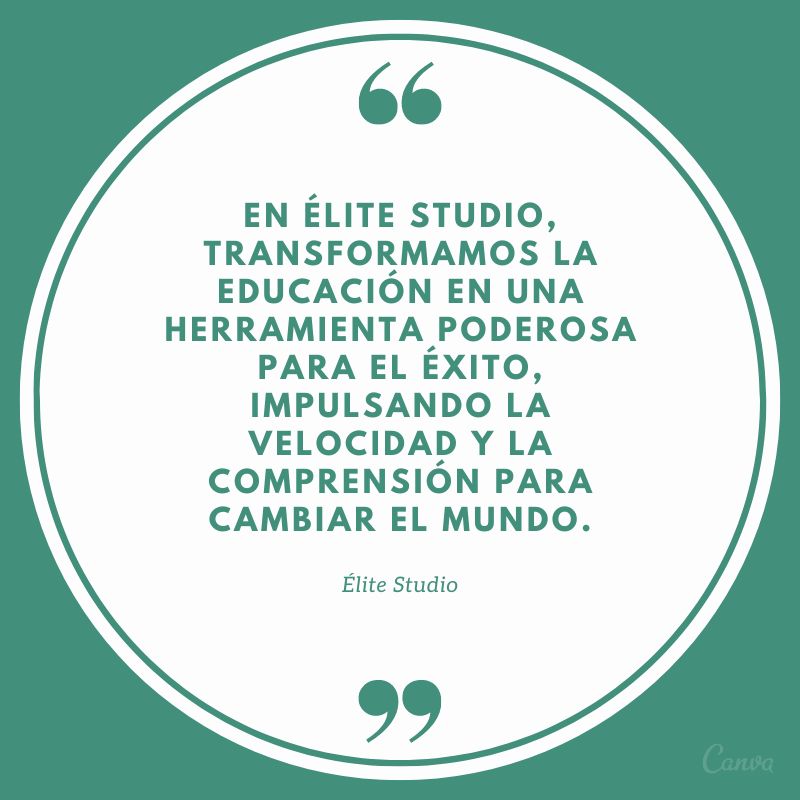 “
EN ÉLITE STUDIO,
TRANSFORMAMOS LA
EDUCACIÓN EN UNA
HERRAMIENTA PODEROSA
PARA EL ÉXITO,
IMPULSANDO LA
VELOCIDAD Y LA
COMPRENSIÓN PARA
CAMBIAR EL MUNDO.
Élite Studio
”
Canva